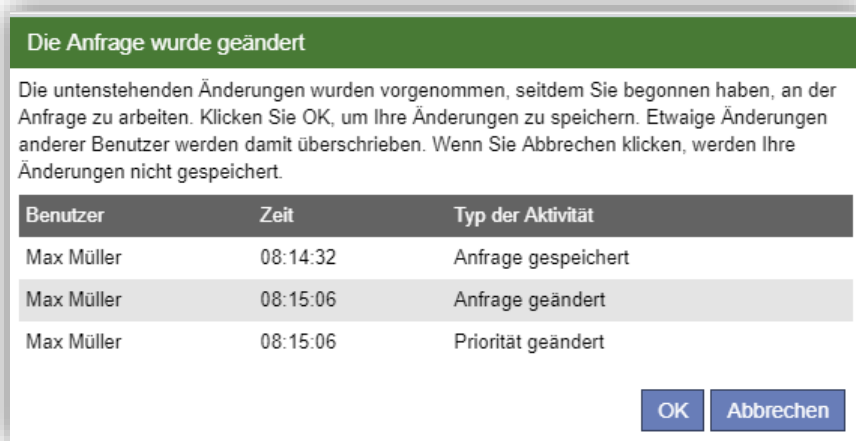 Die Anfrage wurde geändert
Die untenstehenden Änderungen wurden vorgenommen, seitdem Sie begonnen haben, an der
Anfrage zu arbeiten. Klicken Sie OK, um Ihre Änderungen zu speichern. Etwaige Änderungen
anderer Benutzer werden damit überschrieben. Wenn Sie Abbrechen klicken, werden Ihre
Änderungen nicht gespeichert.
Benutzer Zeit Typ der Aktivität
Max Müller 08:14:32 Anfrage gespeichert
Max Müller 08:15:06 Anfrage geändert
Max Müller 08:15:06 Priorität geändert
OK Abbrechen